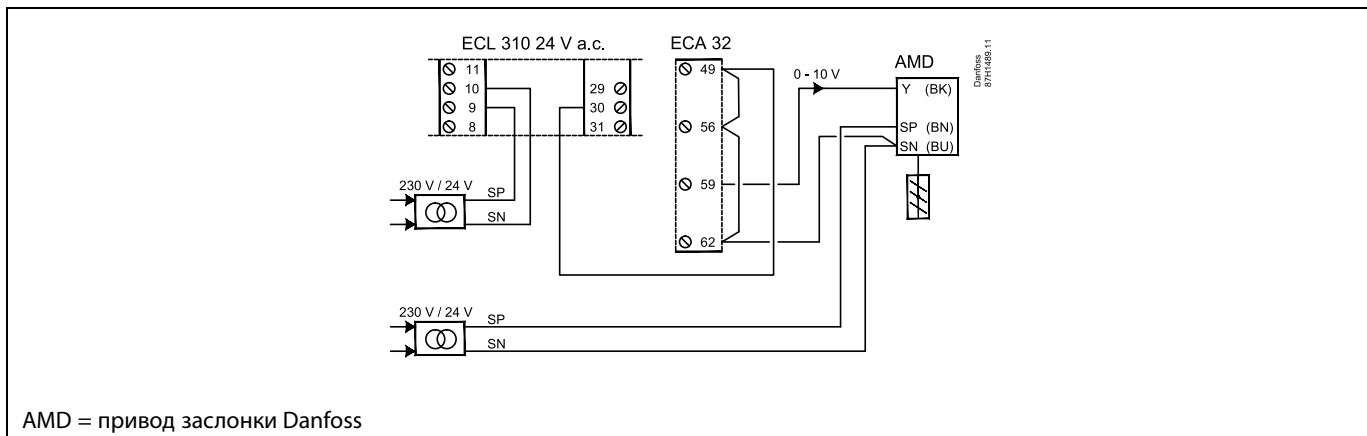 ECL 310 24 V a.c.
ECA 32
AMD
Danfoss
87H1489.11
11
10
9
8
29
30
31
49
56
59
62
0 - 10 V
Y (BK)
SP (BN)
SN (BU)
230 V / 24 V
SP
SN
230 V / 24 V
SP
SN
AMD = привод заслонки Danfoss